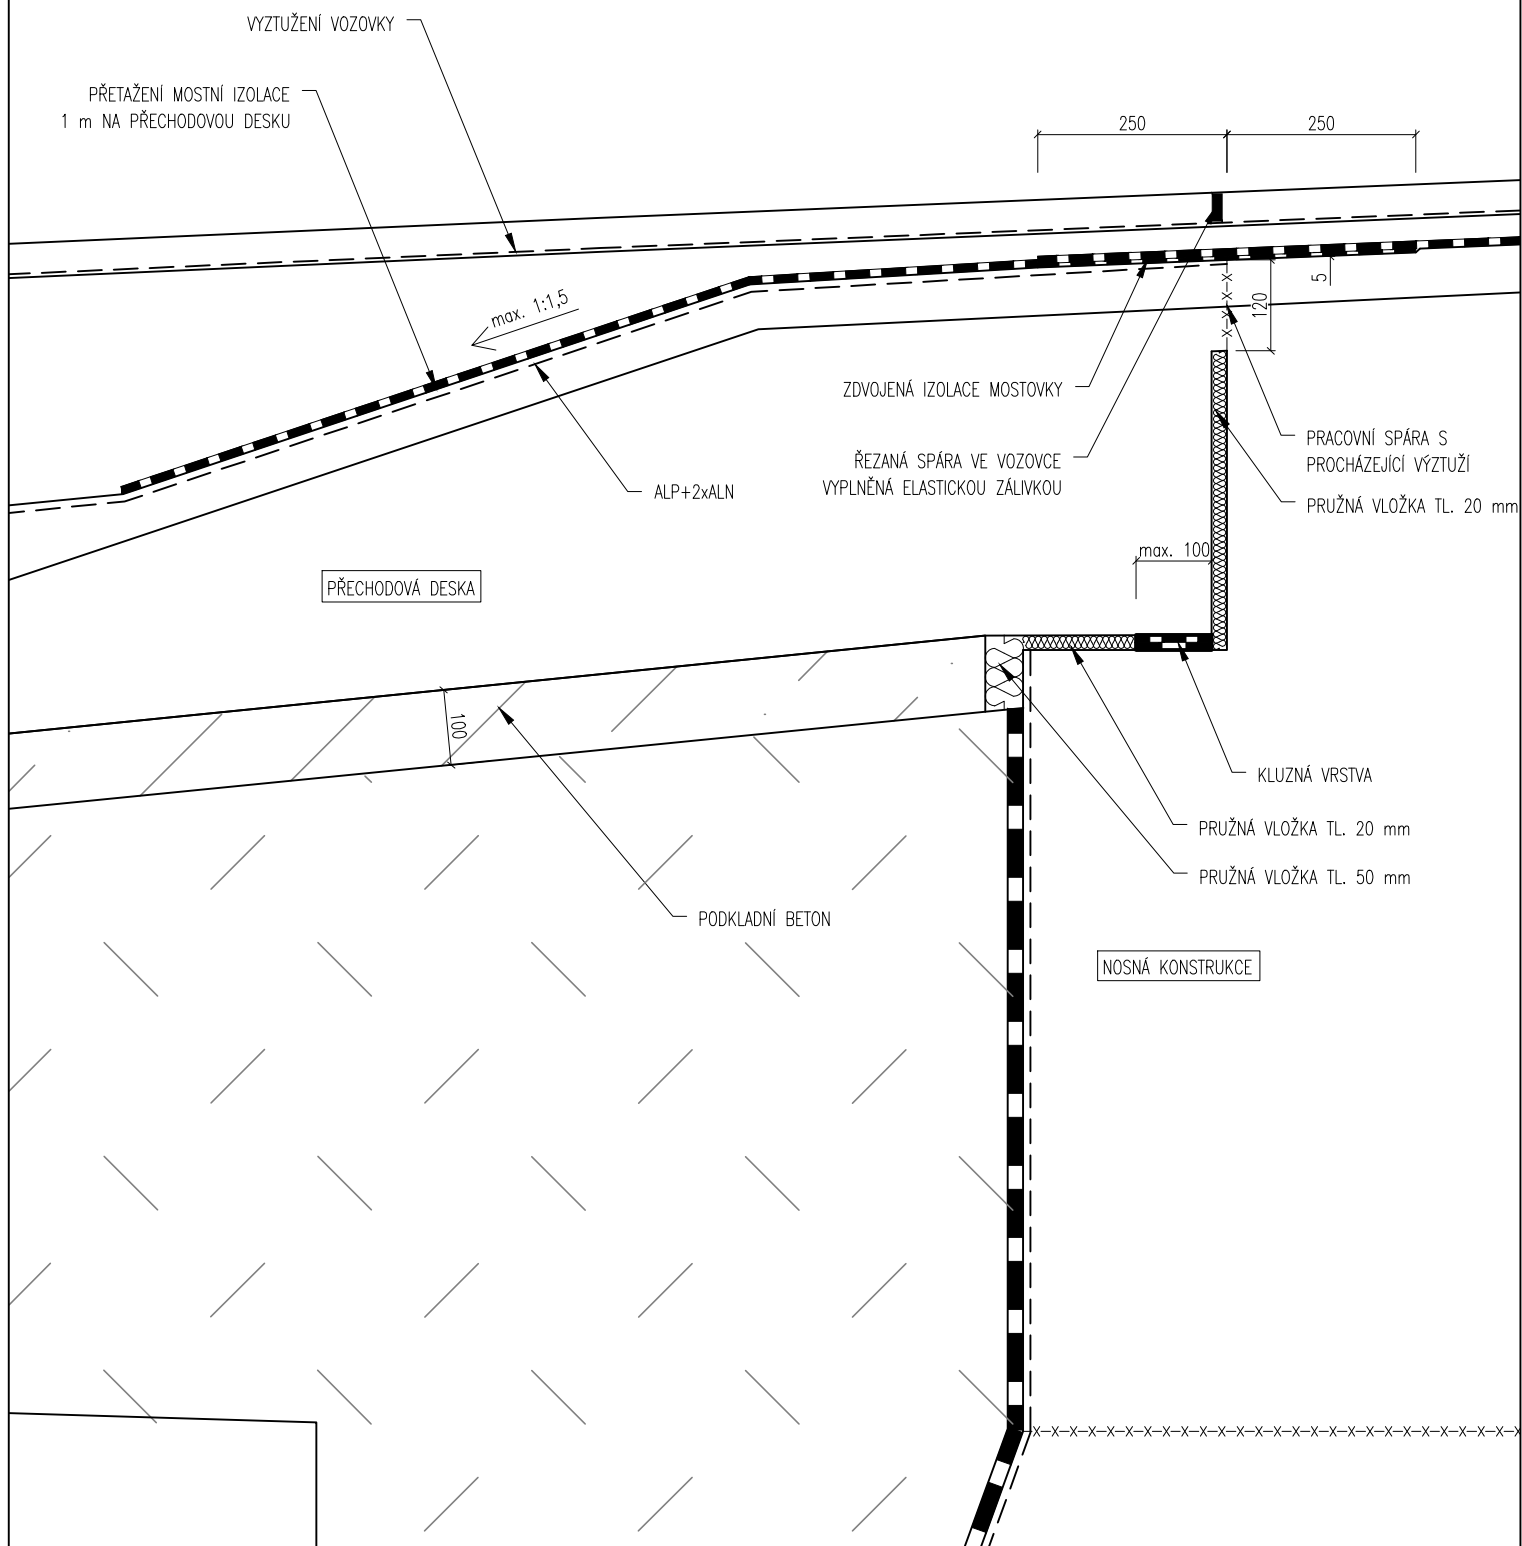 VYZTUŽENÍ VOZOVKY
PŘETAŽENÍ MOSTNÍ IZOLACE
1 m NA PŘECHODOVOU DESKU
250
250
max. 1:1,5
5
120
ZDVOJENÁ IZOLACE MOSTOVKY
PRACOVNÍ SPÁRA S
PROCHÁZEJÍCÍ VÝZTUŽÍ
ŘEZANÁ SPÁRA VE VOZOVCE
VYPLNĚNÁ ELASTICKOU ZÁLIVKOU
ALP+2xALN
PRUŽNÁ VLOŽKA TL. 20 mm
max. 100
PŘECHODOVÁ DESKA
100
KLUZNÁ VRSTVA
PRUŽNÁ VLOŽKA TL. 20 mm
PRUŽNÁ VLOŽKA TL. 50 mm
PODKLADNÍ BETON
NOSNÁ KONSTRUKCE